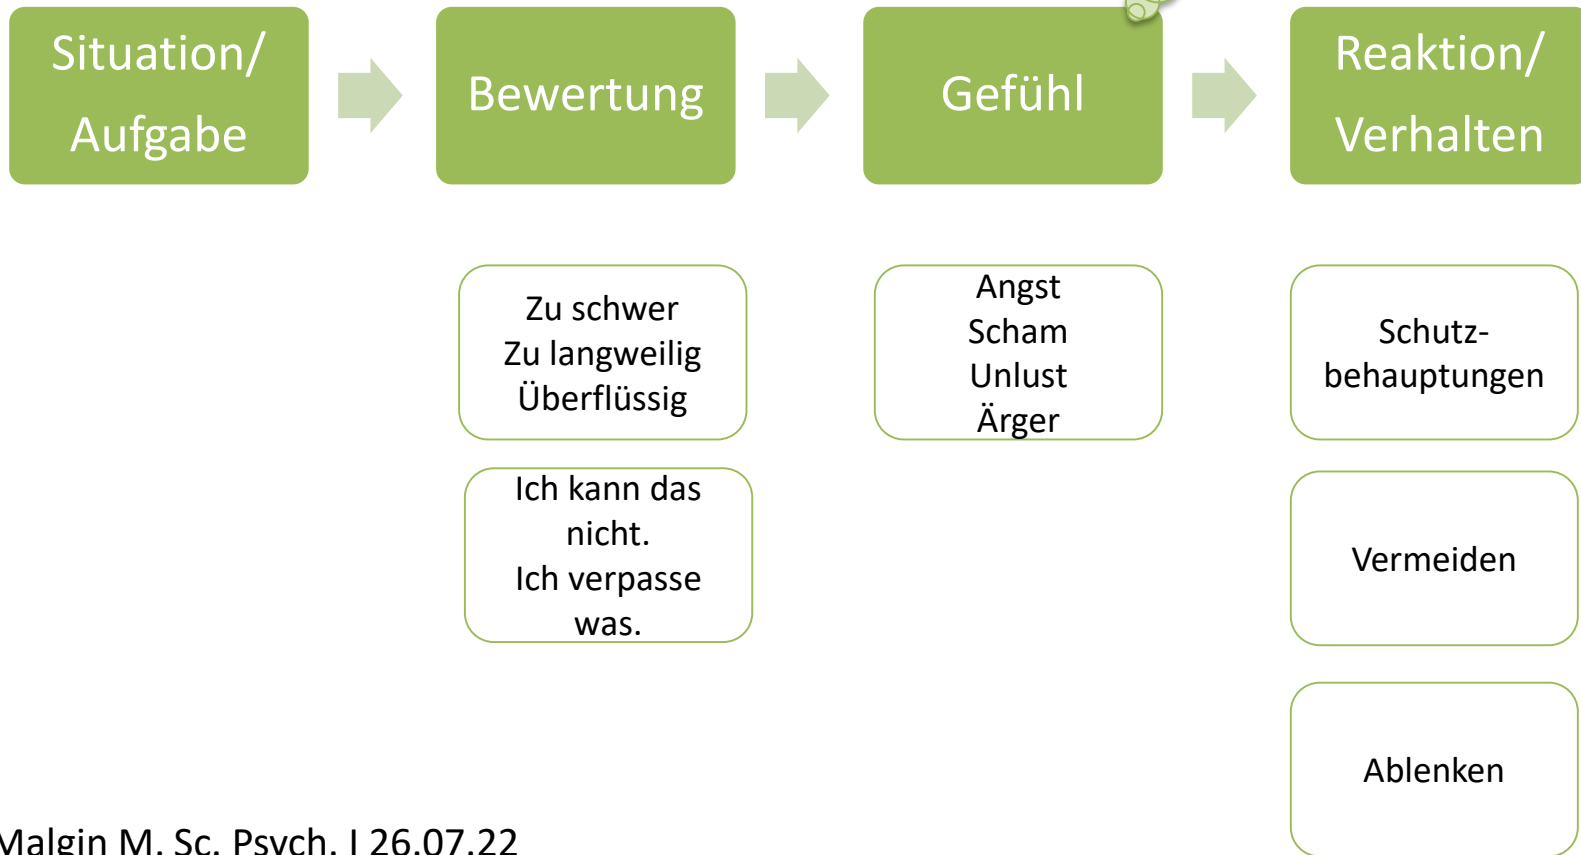 Situation/
Aufgabe
Bewertung
Gefühl
Reaktion/
Verhalten
Zu schwer
Zu langweilig
Überflüssig
Ich kann das
nicht.
Ich verpasse
was.
Angst
Scham
Unlust
Ärger
Schutz-
behauptungen
Vermeiden
Ablenken
Malgin M. Sc. Psych. I 26.07.22